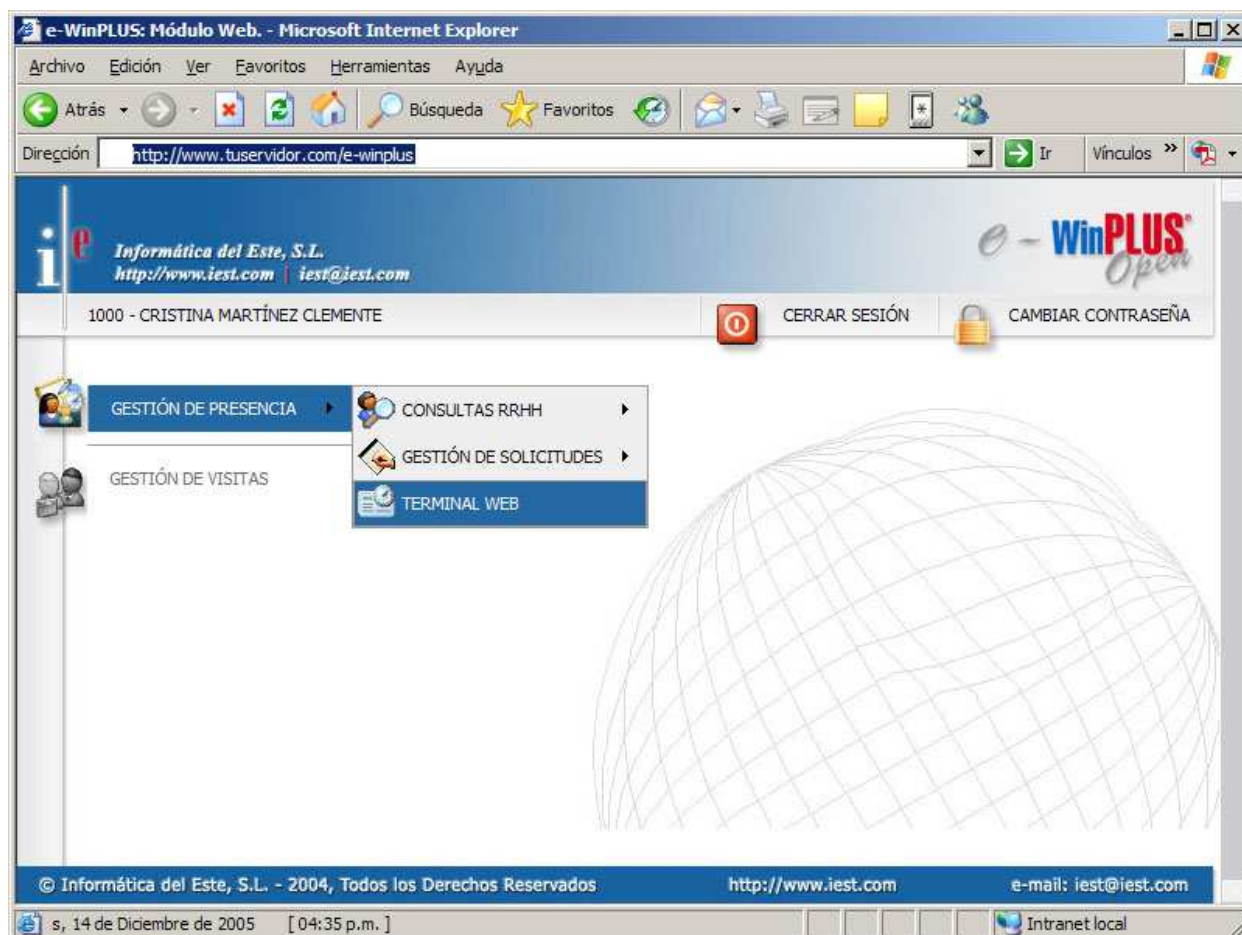 e-WinPLUS: Módulo Web. - Microsoft Internet Explorer
Archivo Edición Ver Favoritos Herramientas Ayuda
Atrás Búsqueda Favoritos
Dirección http://www.tuservidor.com/e-winplus Ir Vínculos »
ie Informática del Este, S.L.
http://www.iest.com | iest@iest.com
e - WinPLUS
Open
1000 - CRISTINA MARTÍNEZ CLEMENTE CERRAR SESIÓN CAMBIAR CONTRASEÑA
GESTIÓN DE PRESENCIA CONSULTAS RRHH
GESTIÓN DE SOLICITUDES
GESTIÓN DE VISITAS
TERMINAL WEB
© Informática del Este, S.L. - 2004, Todos los Derechos Reservados http://www.iest.com e-mail: iest@iest.com
s, 14 de Diciembre de 2005 [ 04:35 p.m. ] Intranet local